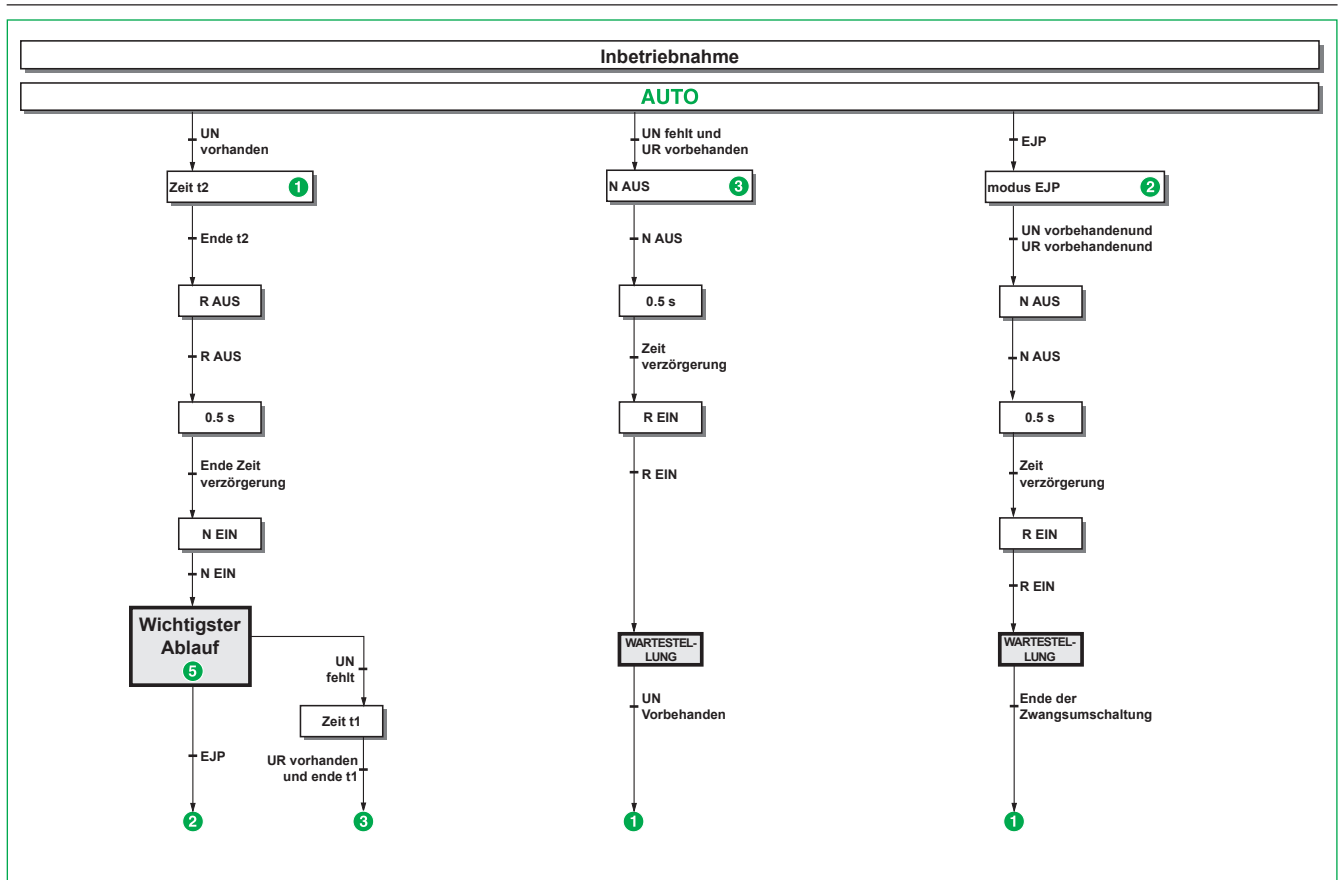 Inbetriebnahme
AUTO
UN
vorhanden
Zeit t2
1
Ende t2
R AUS
R AUS
0.5 s
Ende Zeit
verzörgerung
N EIN
N EIN
Wichtigster
Ablauf
5
EJP
2
UN
fehlt
Zeit t1
UR vorhanden
und ende t1
3
UN fehlt und
UR vorbehanden
N AUS
3
N AUS
0.5 s
Zeit
verzörgerung
R EIN
R EIN
WARTESTEL-
LUNG
UN
Vorbehanden
1
EJP
modus EJP
2
UN vorbehandenund
UR vorbehandenund
N AUS
N AUS
0.5 s
Zeit
verzörgerung
R EIN
R EIN
WARTESTEL-
LUNG
Ende der
Zwangsumschaltung
1